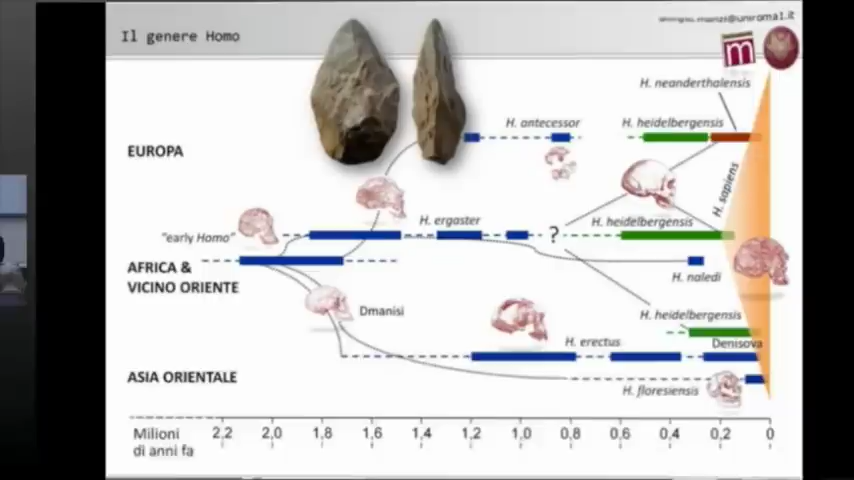 Il genere Homo
@uniroma1.it
m
H. neanderthalensis
H. antecessor
H. heidelbergensis
EUROPA
H. sapiens
H. ergaster
H. heidelbergensis
"early Homo"
?
AFRICA &
VICINO ORIENTE
H. naledi
Dmanisi
H. heidelbergensis
H. erectus
Denisova
ASIA ORIENTALE
H. floresiensis
Milioni
di anni fa
2,2 2,0 1,8 1,6 1,4 1,2 1,0 0,8 0,6 0,4 0,2 0